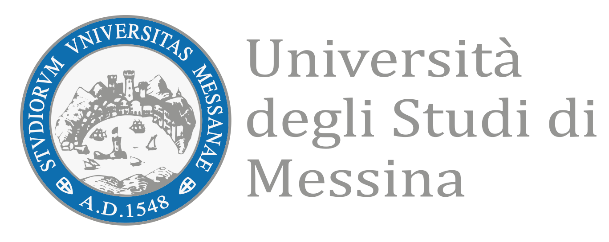 STVDIORVM VNIVERSITAS MESSANAE
A.D.1548
Università
degli Studi di
Messina